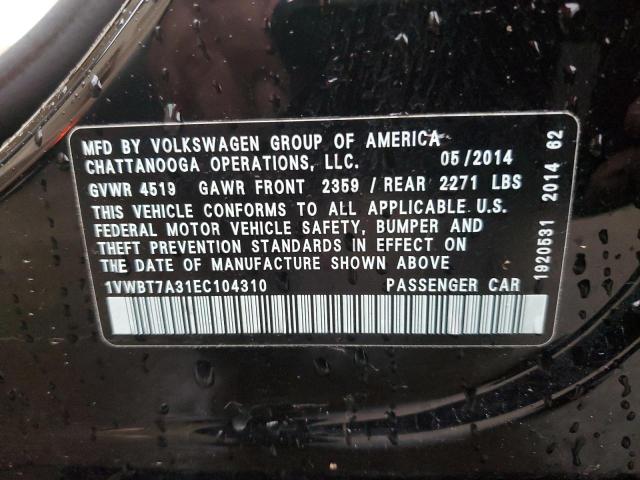 MFD BY VOLKSWAGEN GROUP OF AMERICA
CHATTANOOGA OPERATIONS, LLC. 05/2014
GVWR 4519 GAWR FRONT 2359 / REAR 2271 LBS
THIS VEHICLE CONFORMS TO ALL APPLICABLE U.S.
FEDERAL MOTOR VEHICLE SAFETY, BUMPER AND
THEFT PREVENTION STANDARDS IN EFFECT ON
THE DATE OF MANUFACTURE SHOWN ABOVE
1VWBT7A31EC104310 PASSENGER CAR
1920531 2014 62